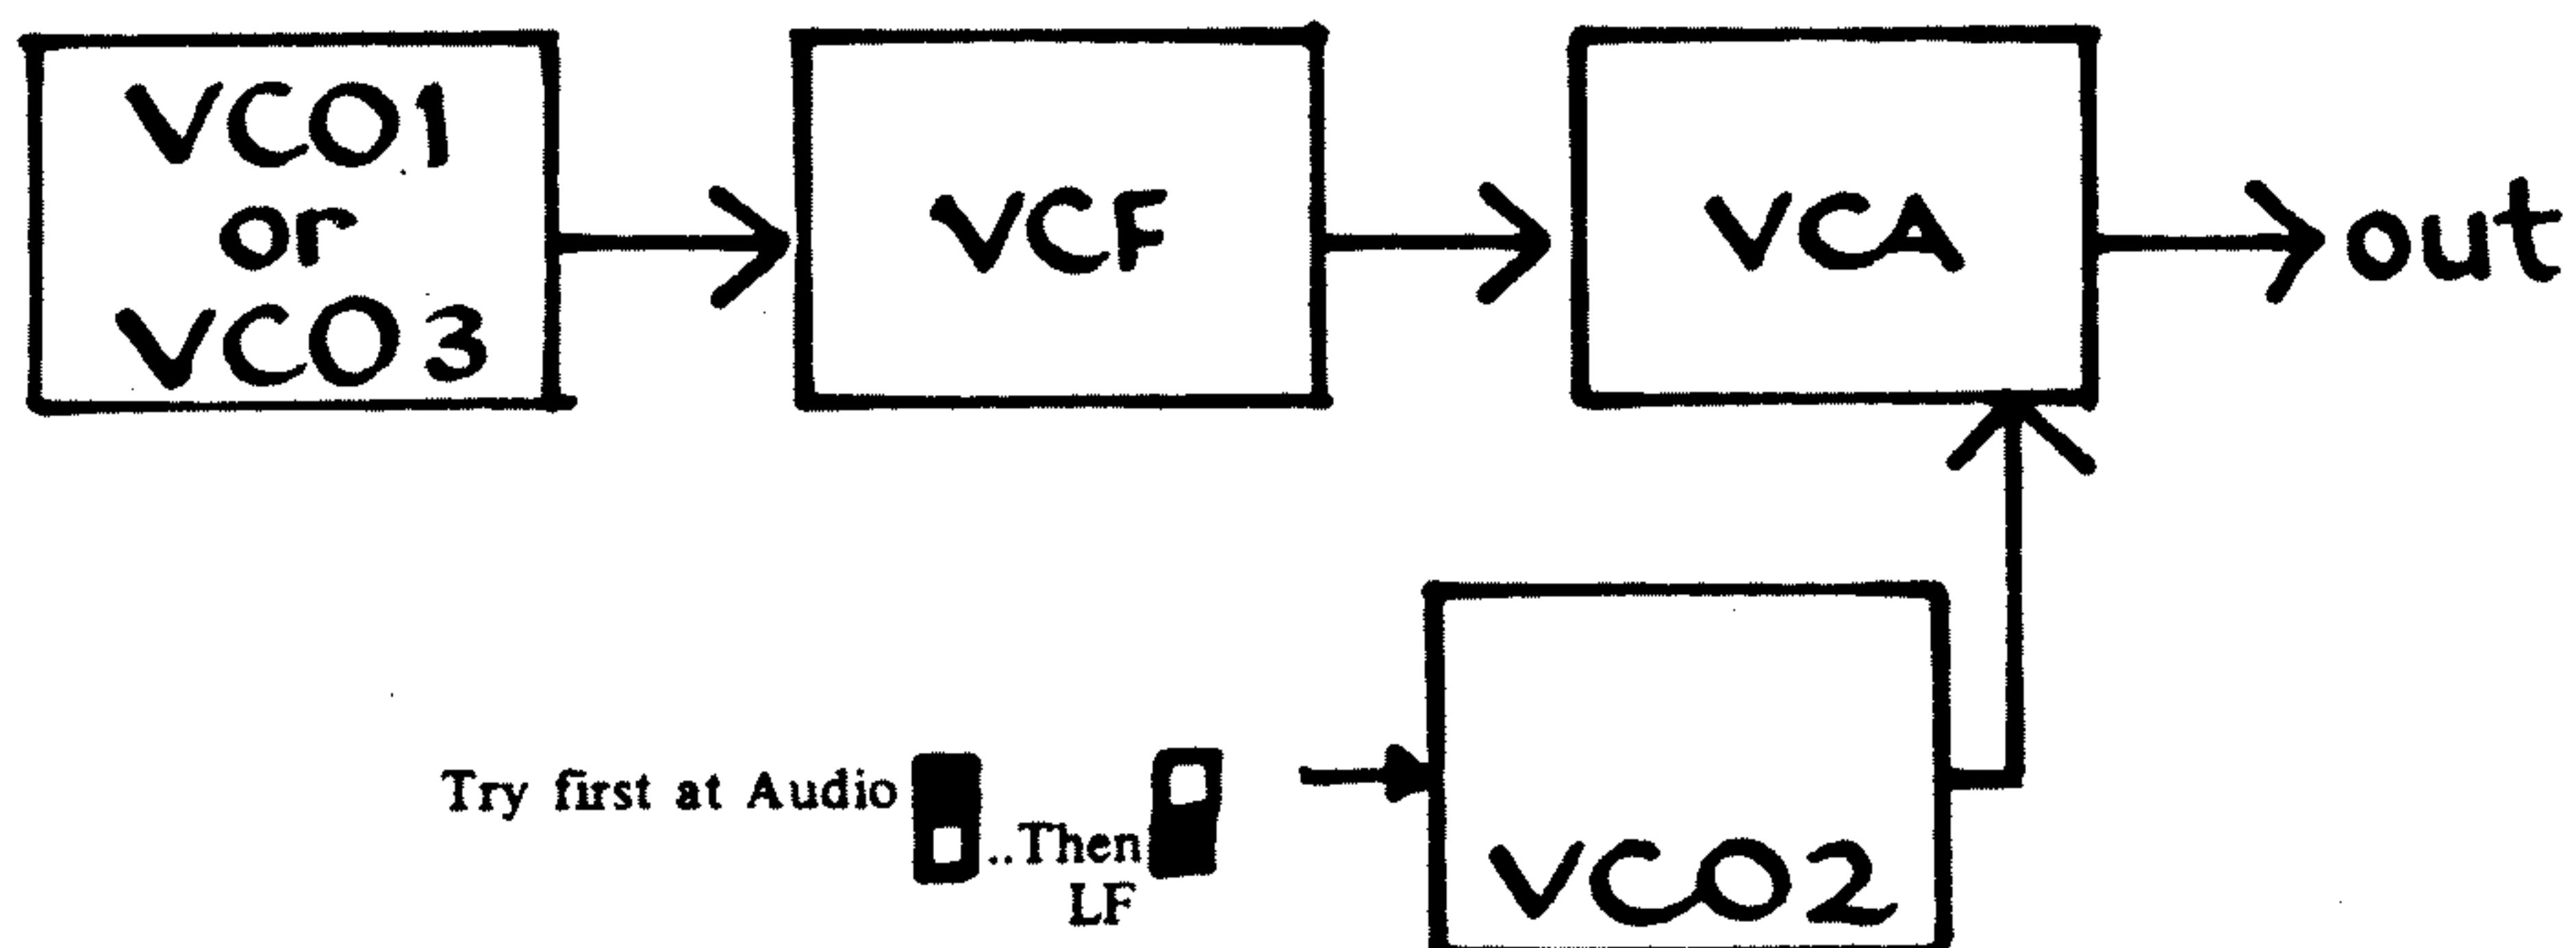 VCO1
or
VCO3
VCF
VCA
out
Try first at Audio
..Then
LF
VCO2